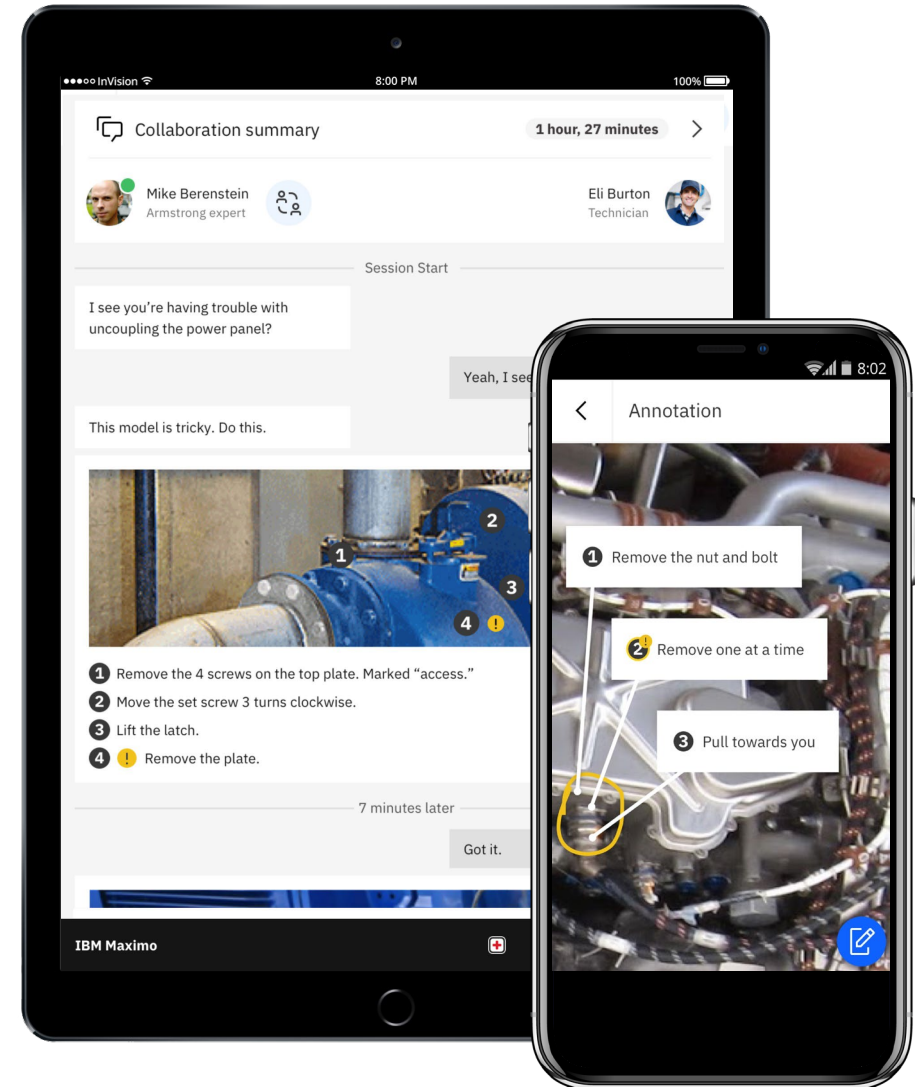 InVision
8:00 PM
100%
Collaboration summary
1 hour, 27 minutes
Mike Berenstein
Armstrong expert
Eli Burton
Technician
Session Start
I see you’re having trouble with
uncoupling the power panel?
Yeah, I see
This model is tricky. Do this.
1
2
3
4 !
1 Remove the 4 screws on the top plate. Marked “access.”
2 Move the set screw 3 turns clockwise.
3 Lift the latch.
4 ! Remove the plate.
7 minutes later
Got it.
IBM Maximo
8:02
Annotation
1 Remove the nut and bolt
2 ! Remove one at a time
3 Pull towards you